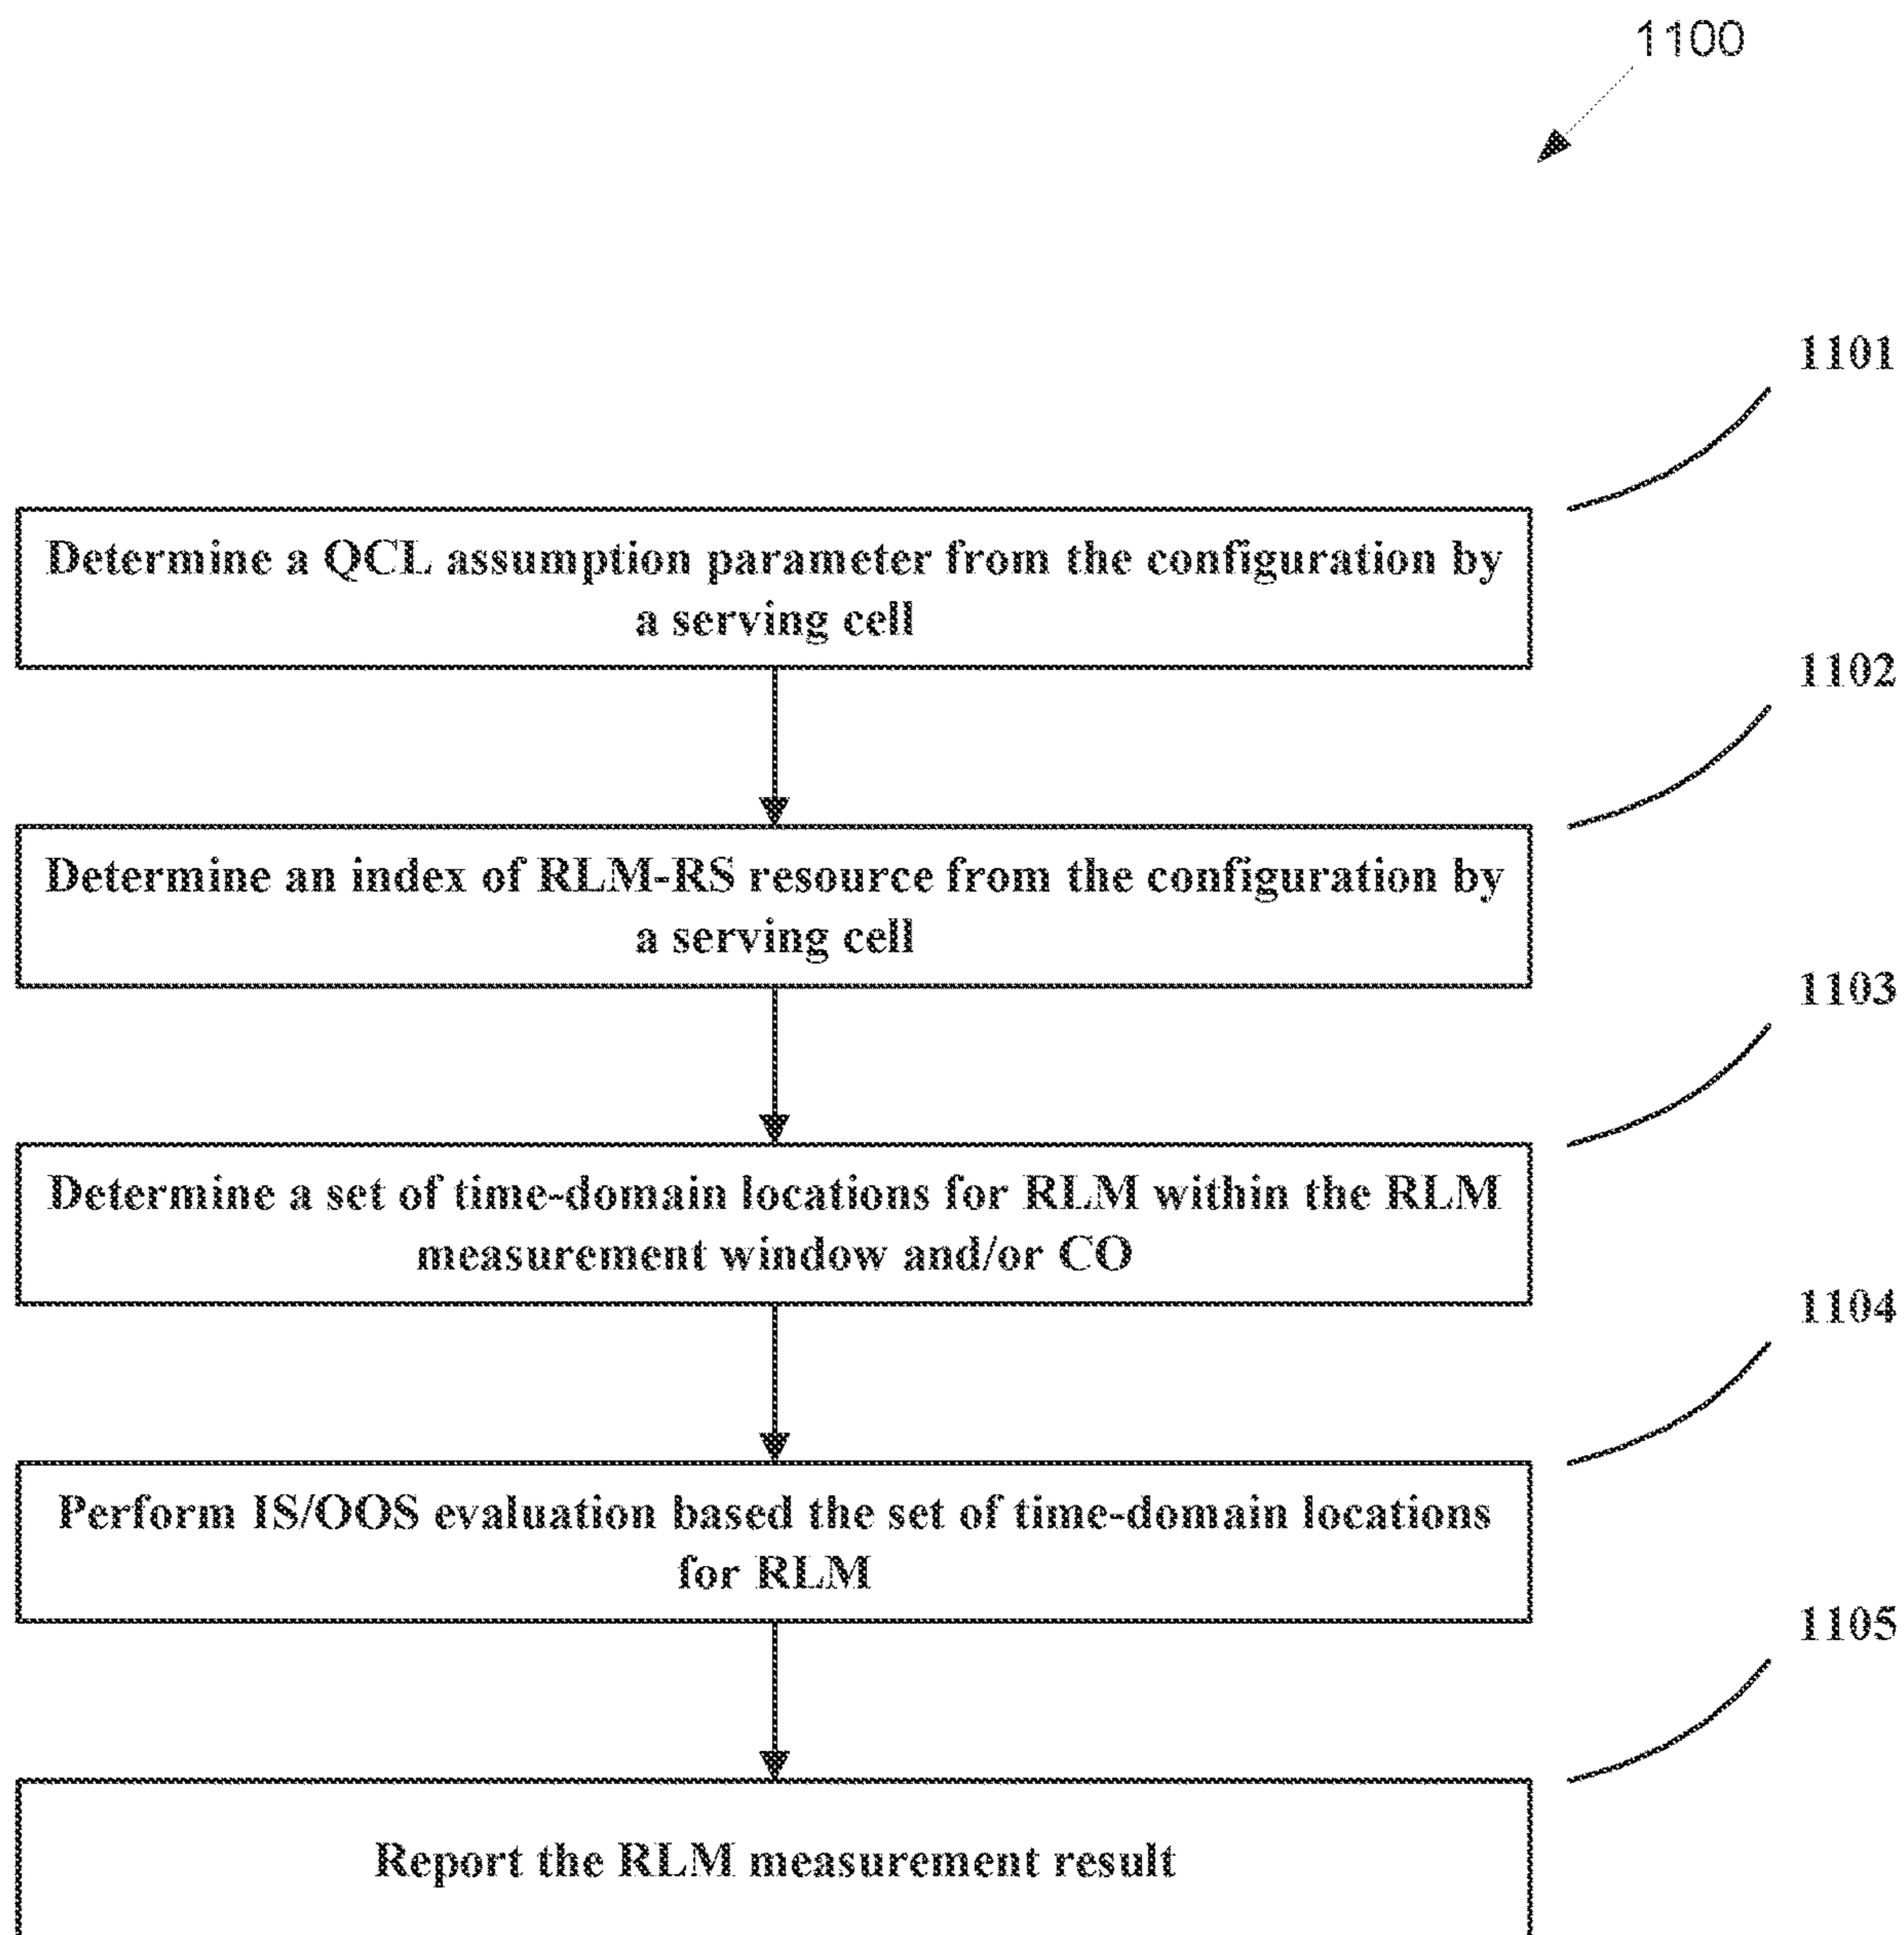 1100
1101
Determine a QCL assumption parameter from the configuration by
a serving cell
1102
Determine an index of RLM-RS resource from the configuration by
a serving cell
1103
Determine a set of time-domain locations for RLM within the RLM
measurement window and/or CO
1104
Perform IS/OOS evaluation based the set of time-domain locations
for RLM
1105
Report the RLM measurement result